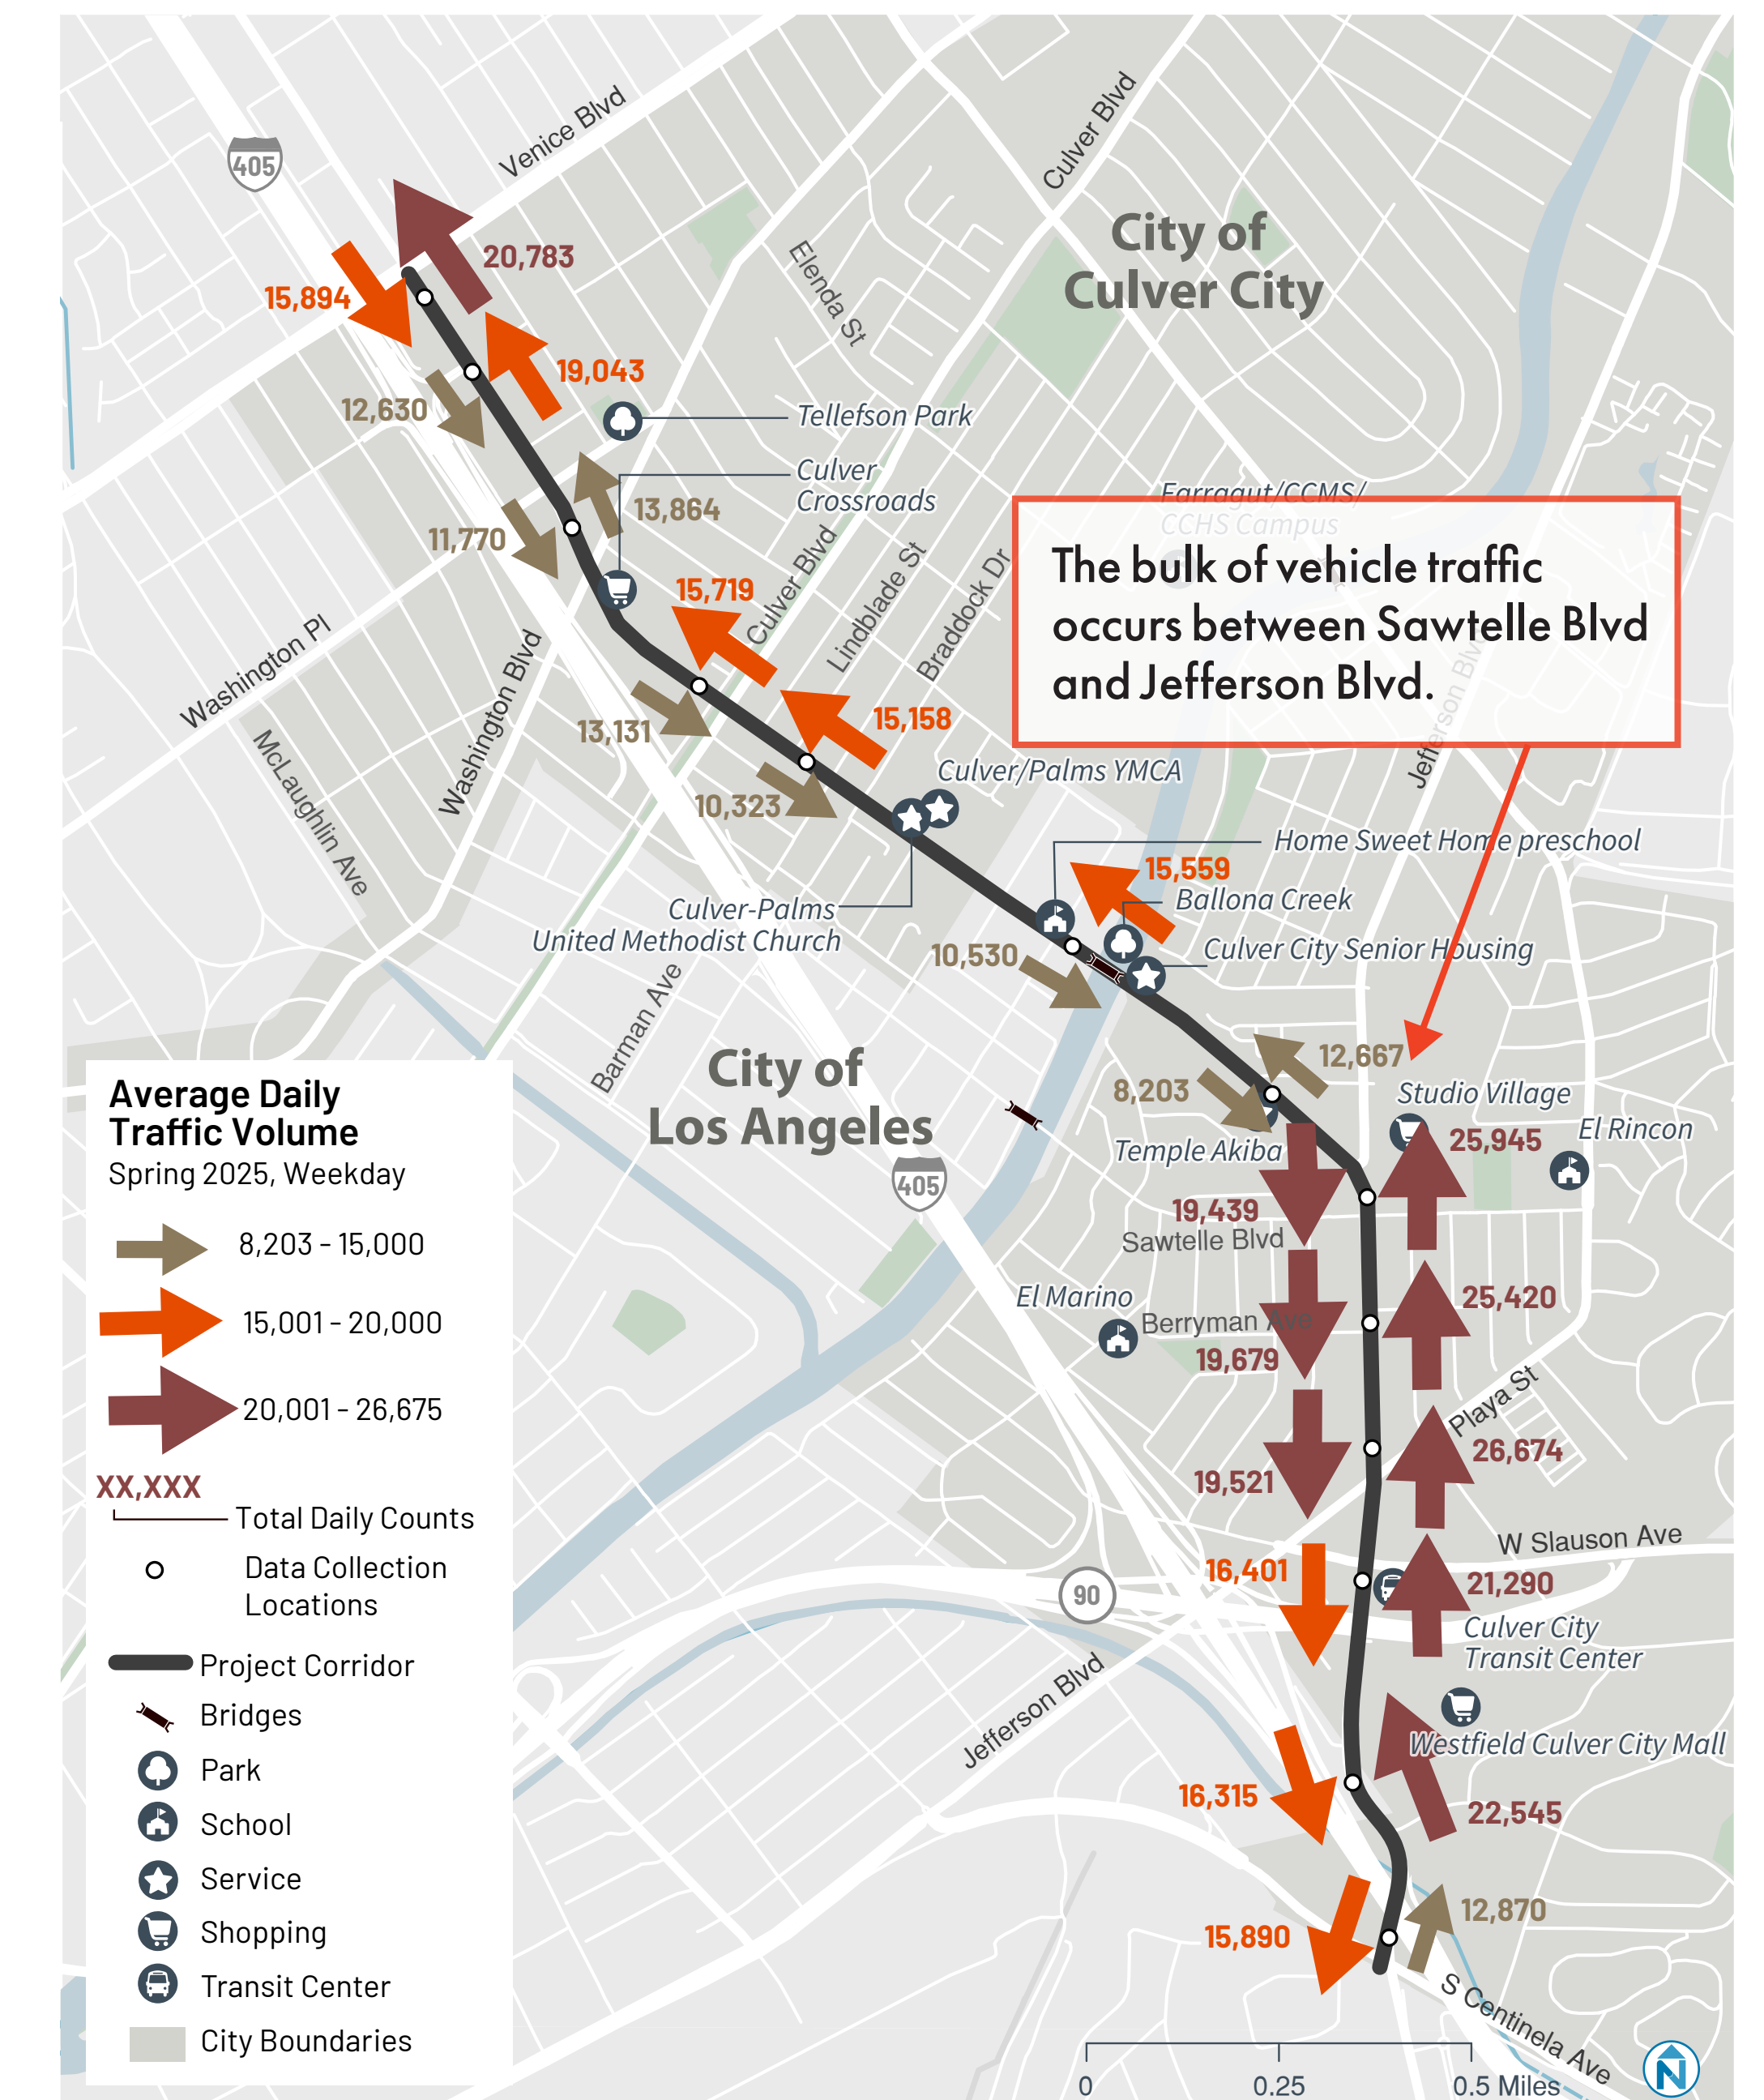 405
Venice Blvd
Culver Blvd
City of
Culver City
20,783
15,894
Elenda St
19,043
12,630
Tellefson Park
Culver
Crossroads
13,864
11,770
Farragut/CCMS/
CCHS Campus
The bulk of vehicle traffic
occurs between Sawtelle Blvd
and Jefferson Blvd.
15,719
Culver Blvd
Lindblade St
Braddock Dr
Jefferson Blvd
Washington Pl
Washington Blvd
McLaughlin Ave
13,131
15,158
10,323
Culver/Palms YMCA
Home Sweet Home preschool
15,559
Ballona Creek
Culver-Palms
United Methodist Church
Culver City Senior Housing
10,530
Barman Ave
City of
Los Angeles
12,667
8,203
Studio Village
El Rincon
25,945
Temple Akiba
405
19,439
Sawtelle Blvd
El Marino
25,420
Berryman Ave
19,679
Playa St
26,674
19,521
W Slauson Ave
16,401
21,290
90
Culver City
Transit Center
Jefferson Blvd
Westfield Culver City Mall
16,315
22,545
12,870
15,890
S Centinela Ave
0
0.25
0.5 Miles
N
Average Daily
Traffic Volume
Spring 2025, Weekday
8,203 - 15,000
15,001 - 20,000
20,001 - 26,675
XX,XXX
Total Daily Counts
Data Collection
Locations
Project Corridor
Bridges
Park
School
Service
Shopping
Transit Center
City Boundaries